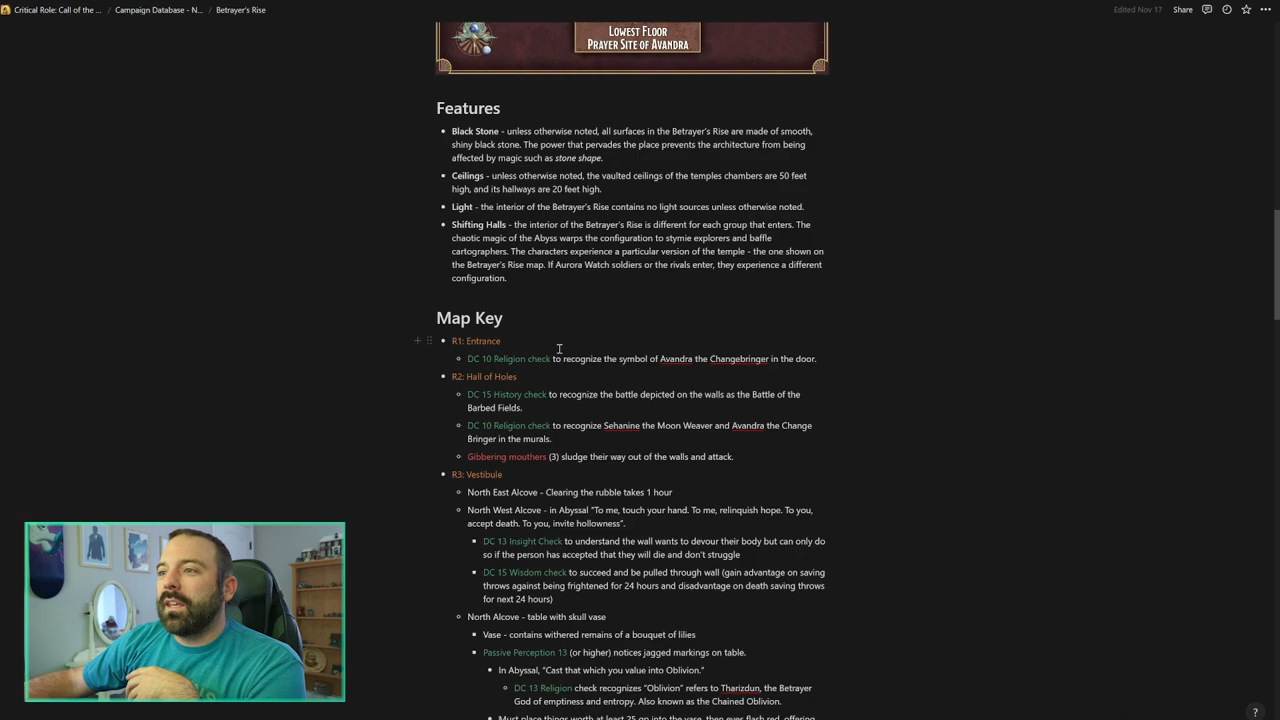 Critical Role: Call of the ... / Campaign Database - N... / Betrayer's Rise
Edited Nov 17 Share
LOWEST FLOOR
PRAYER SITE OF AVANDRA
Features
Black Stone - unless otherwise noted, all surfaces in the Betrayer's Rise are made of smooth,
shiny black stone. The power that pervades the place prevents the architecture from being
affected by magic such as stone shape.
Ceilings - unless otherwise noted, the vaulted ceilings of the temples chambers are 50 feet
high, and its hallways are 20 feet high.
Light - the interior of the Betrayer's Rise contains no light sources unless otherwise noted.
Shifting Halls - the interior of the Betrayer's Rise is different for each group that enters. The
chaotic magic of the Abyss warps the configuration to stymie explorers and baffle
cartographers. The characters experience a particular version of the temple - the one shown on
the Betrayer's Rise map. If Aurora Watch soldiers or the rivals enter, they experience a different
configuration.
Map Key
R1: Entrance
DC 10 Religion check to recognize the symbol of Avandra the Changebringer in the door.
R2: Hall of Holes
DC 15 History check to recognize the battle depicted on the walls as the Battle of the
Barbed Fields.
DC 10 Religion check to recognize Sehanine the Moon Weaver and Avandra the Change
Bringer in the murals.
Gibbering mouthers (3) sludge their way out of the walls and attack.
R3: Vestibule
North East Alcove - Clearing the rubble takes 1 hour
North West Alcove - in Abyssal "To me, touch your hand. To me, relinquish hope. To you,
accept death. To you, invite hollowness".
DC 13 Insight Check to understand the wall wants to devour their body but can only do
so if the person has accepted that they will die and don't struggle
DC 15 Wisdom check to succeed and be pulled through wall (gain advantage on saving
throws against being frightened for 24 hours and disadvantage on death saving throws
for next 24 hours)
North Alcove - table with skull vase
Vase - contains withered remains of a bouquet of lilies
Passive Perception 13 (or higher) notices jagged markings on table.
In Abyssal, "Cast that which you value into Oblivion."
DC 13 Religion check recognizes "Oblivion" refers to Tharizdun, the Betrayer
God of emptiness and entropy. Also known as the Chained Oblivion.
Must place things worth at least 25 gp into the vase, then eyes flash red, offering
?